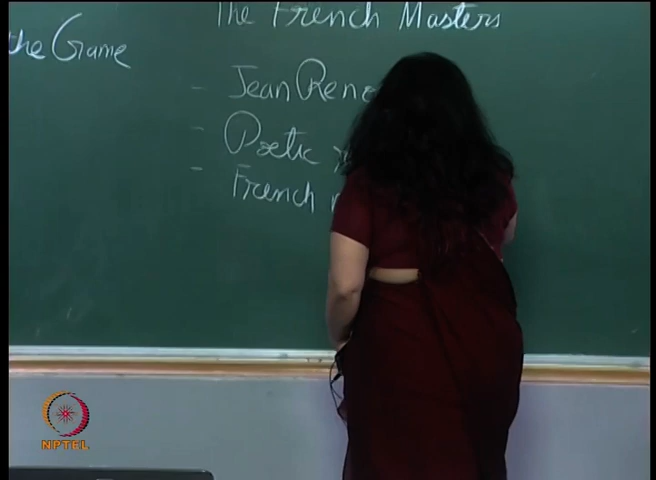 the Game
The French Masters
- Jean Reno
- Poetic
- French
NPTEL